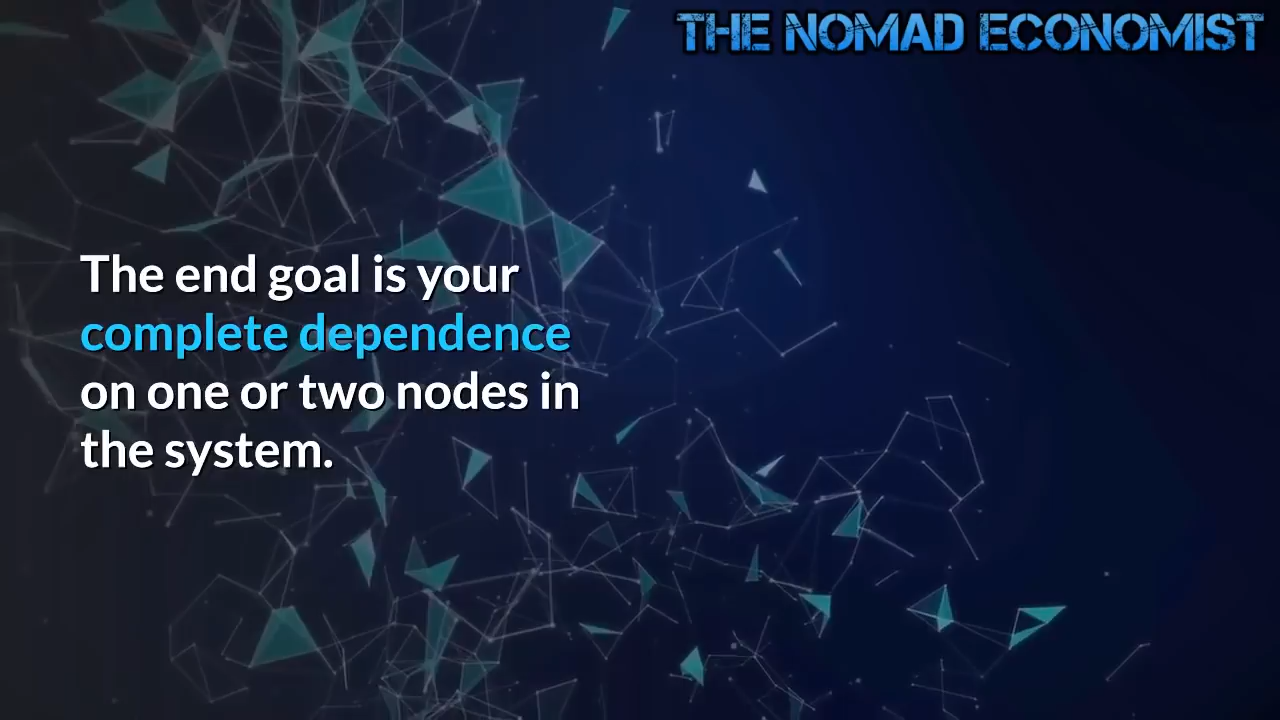 THE NOMAD ECONOMIST
The end goal is your
complete dependence
on one or two nodes in
the system.